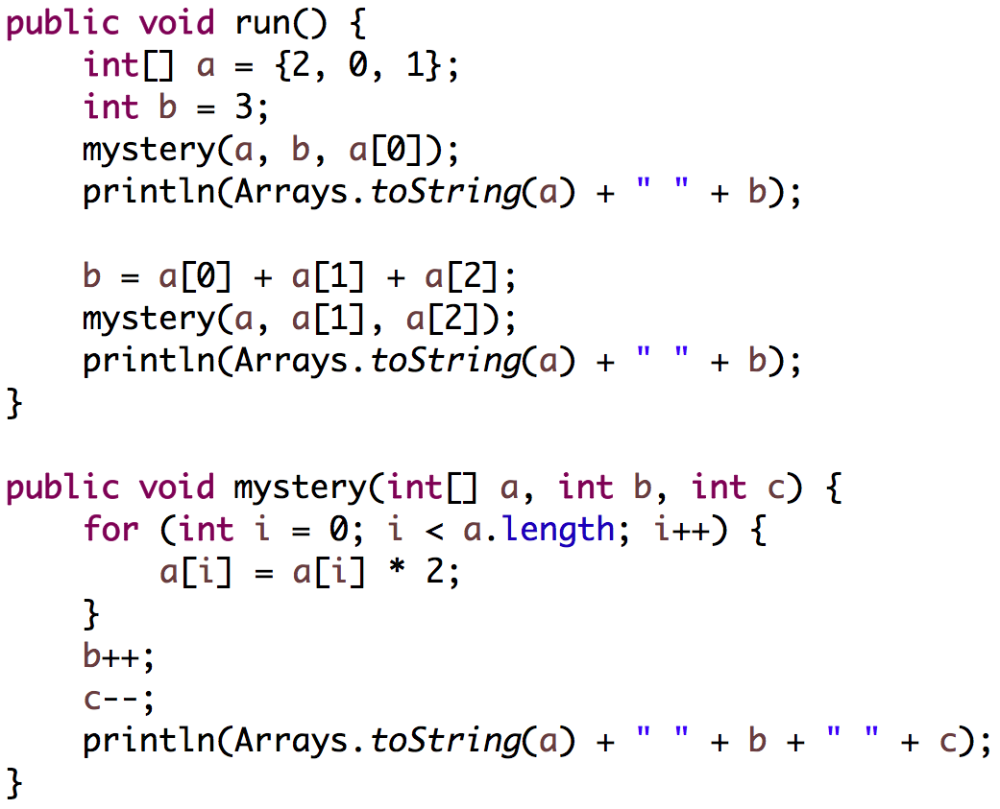 public void run() {
    int[] a = {2, 0, 1};
    int b = 3;
    mystery(a, b, a[0]);
    println(Arrays.toString(a) + " " + b);

    b = a[0] + a[1] + a[2];
    mystery(a, a[1], a[2]);
    println(Arrays.toString(a) + " " + b);
}

public void mystery(int[] a, int b, int c) {
    for (int i = 0; i < a.length; i++) {
        a[i] = a[i] * 2;
    }
    b++;
    c--;
    println(Arrays.toString(a) + " " + b + " " + c);
}